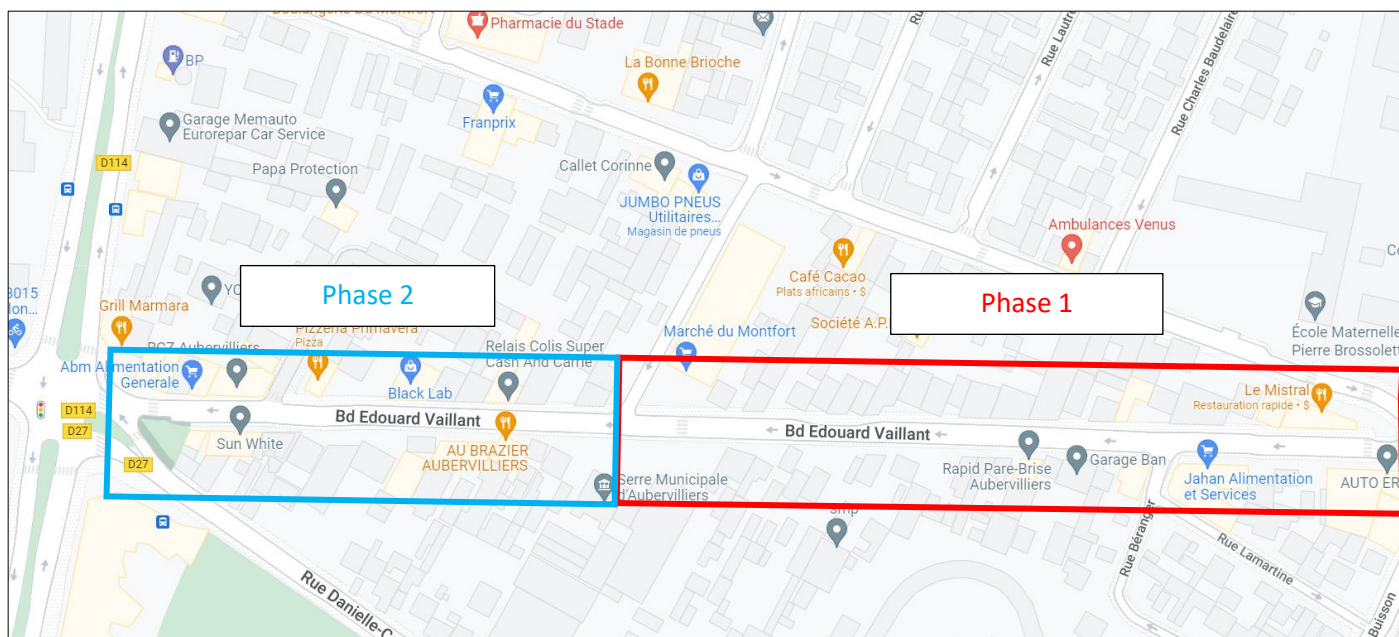 Pharmacie du Stade
BP
La Bonne Brioche
Franprix
Garage Memauto
Eurorepar Car Service
Rue Charles Baudelaire
D114
Papa Protection
Callet Corinne
JUMBO PNEUS
Utilitaires...
Magasin de pneus
Ambulances Venus
Café Cacao
Plats africains • $
Phase 2
Phase 1
Grill Marmara
Marché du Montfort
Société A.P.
École Maternelle
Pierre Brossolett
Pizzeria Primavera
Pizza
PCZ Aubervilliers
Relais Colis Super
Cash And Carrie
Abm Alimentation
Generale
Black Lab
Le Mistral
Restauration rapide • $
D114
D27
Bd Edouard Vaillant
Bd Edouard Vaillant
Sun White
AU BRAZIER
AUBERVILLIERS
D27
Rapid Pare-Brise
Aubervilliers
Garage Ban
Jahan Alimentation
et Services
AUTO ER
Serre Municipale
d'Aubervilliers
Rue Béranger
Rue Lamartine
Buisson
Rue Danielle-C